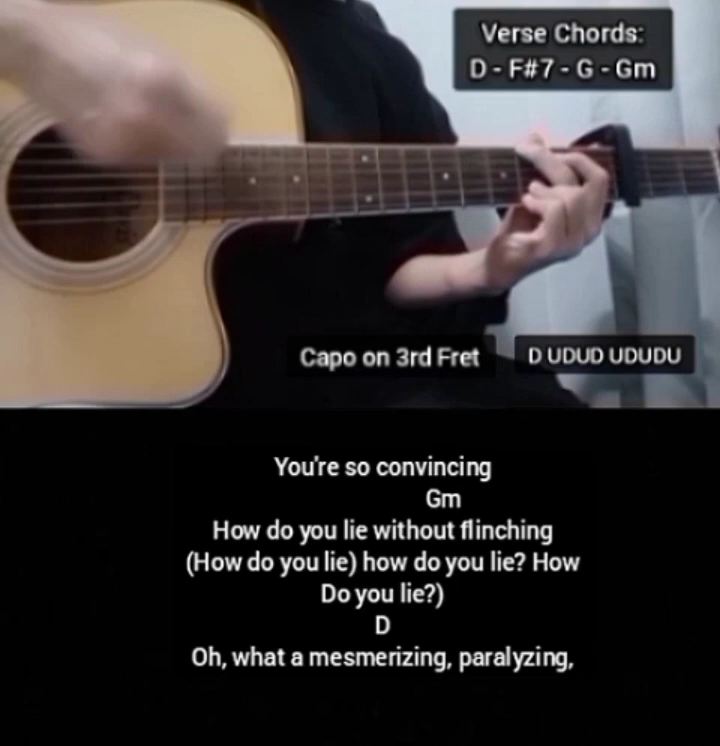 Verse Chords:
D - F#7 - G - Gm
Capo on 3rd Fret
D UDUD UDUDU
You're so convincing
Gm
How do you lie without flinching
(How do you lie) how do you lie? How
Do you lie?)
D
Oh, what a mesmerizing, paralyzing,